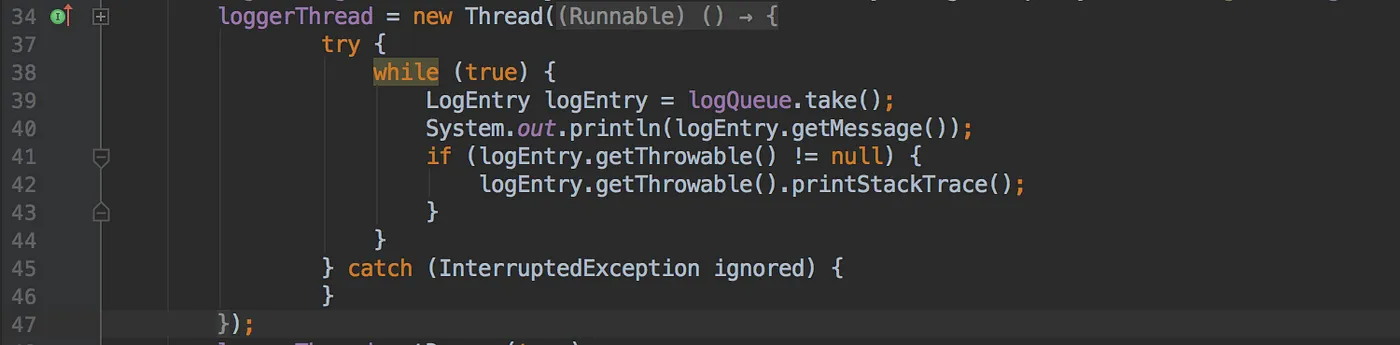 34 loggerThread = new Thread((Runnable) () → {
37 try {
38 while (true) {
39 LogEntry logEntry = logQueue.take();
40 System.out.println(logEntry.getMessage());
41 if (logEntry.getThrowable() != null) {
42 logEntry.getThrowable().printStackTrace();
43 }
44 }
45 } catch (InterruptedException ignored) {
46 }
47 });